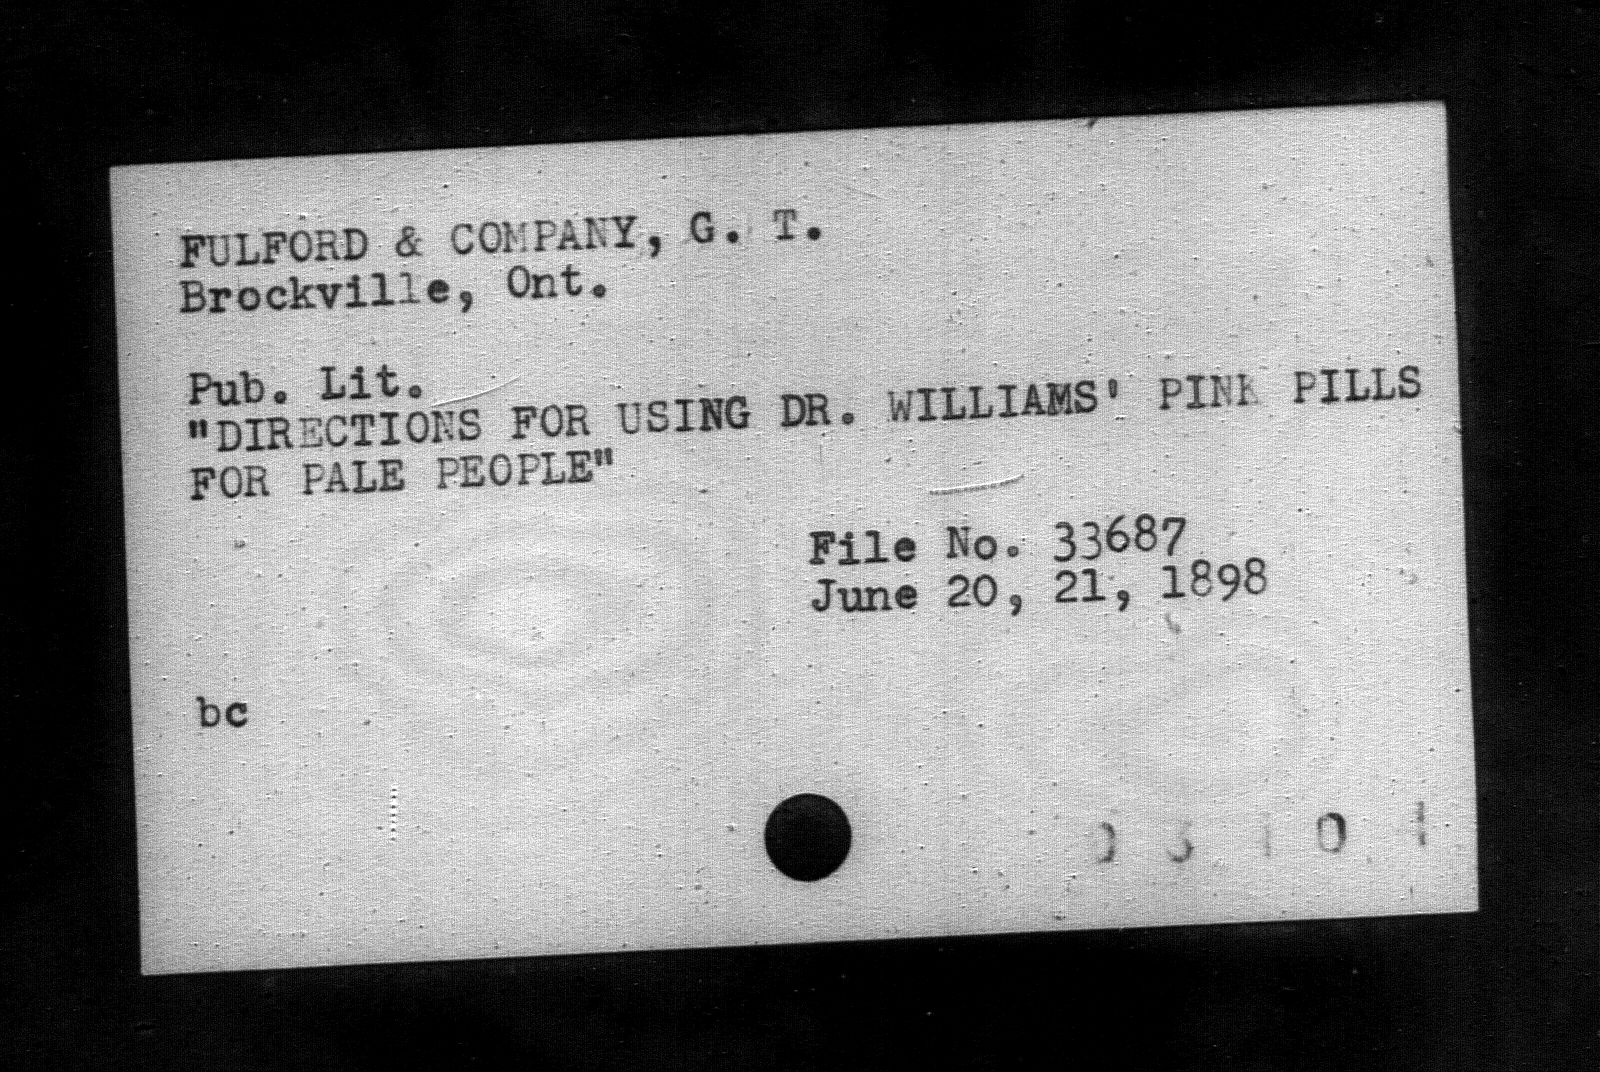 FULFORD & COMPANY, G. T.
Brockville, Ont.
Pub. Lit.
"DIRECTIONS FOR USING DR. WILLIAMS' PINK PILLS
FOR PALE PEOPLE"
File No. 33687
June 20, 21, 1898
bc